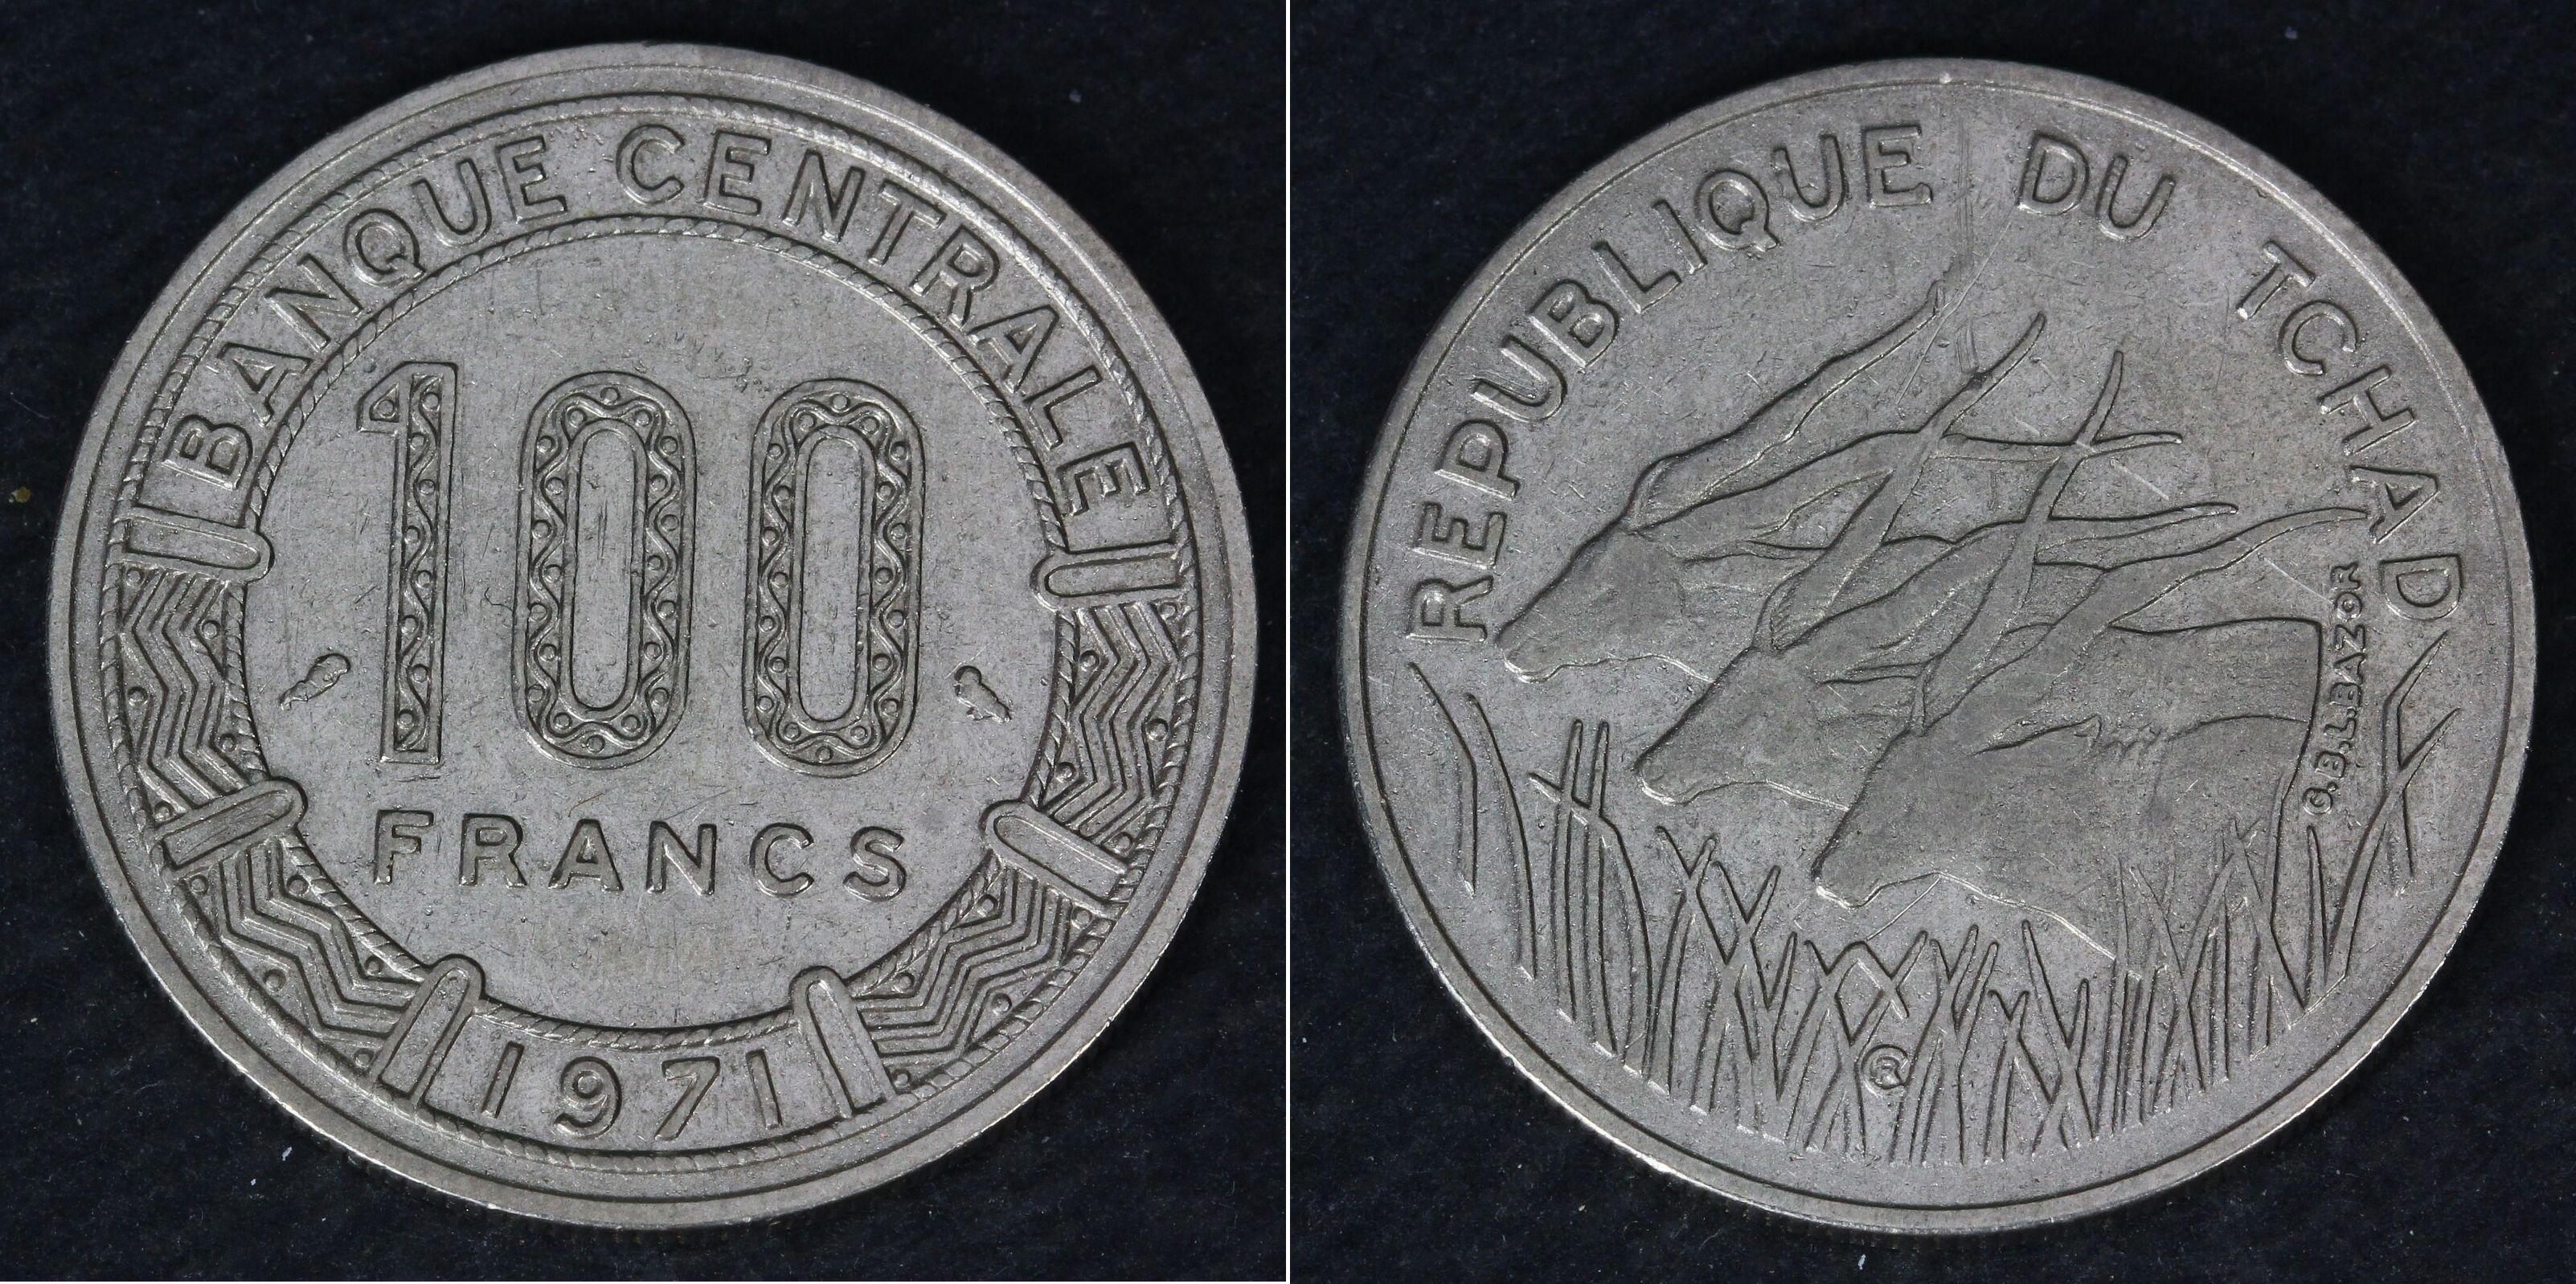 BANQUE CENTRALE
100
FRANCS
1971
REPUBLIQUE DU TCHAD
G.B.L.BAZOR
R